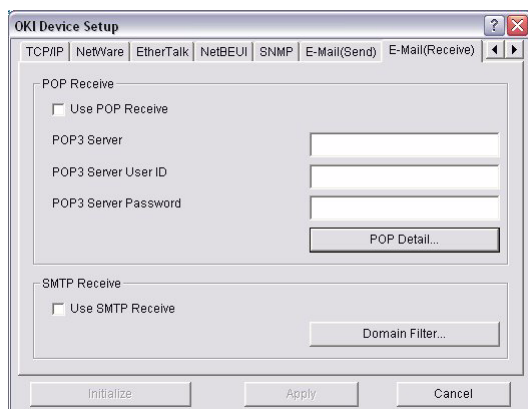 OKI Device Setup
TCP/IP NetWare EtherTalk NetBEUI SNMP E-Mail(Send) E-Mail(Receive)
POP Receive
Use POP Receive
POP3 Server
POP3 Server User ID
POP3 Server Password
POP Detail...
SMTP Receive
Use SMTP Receive
Domain Filter...
Initialize Apply Cancel